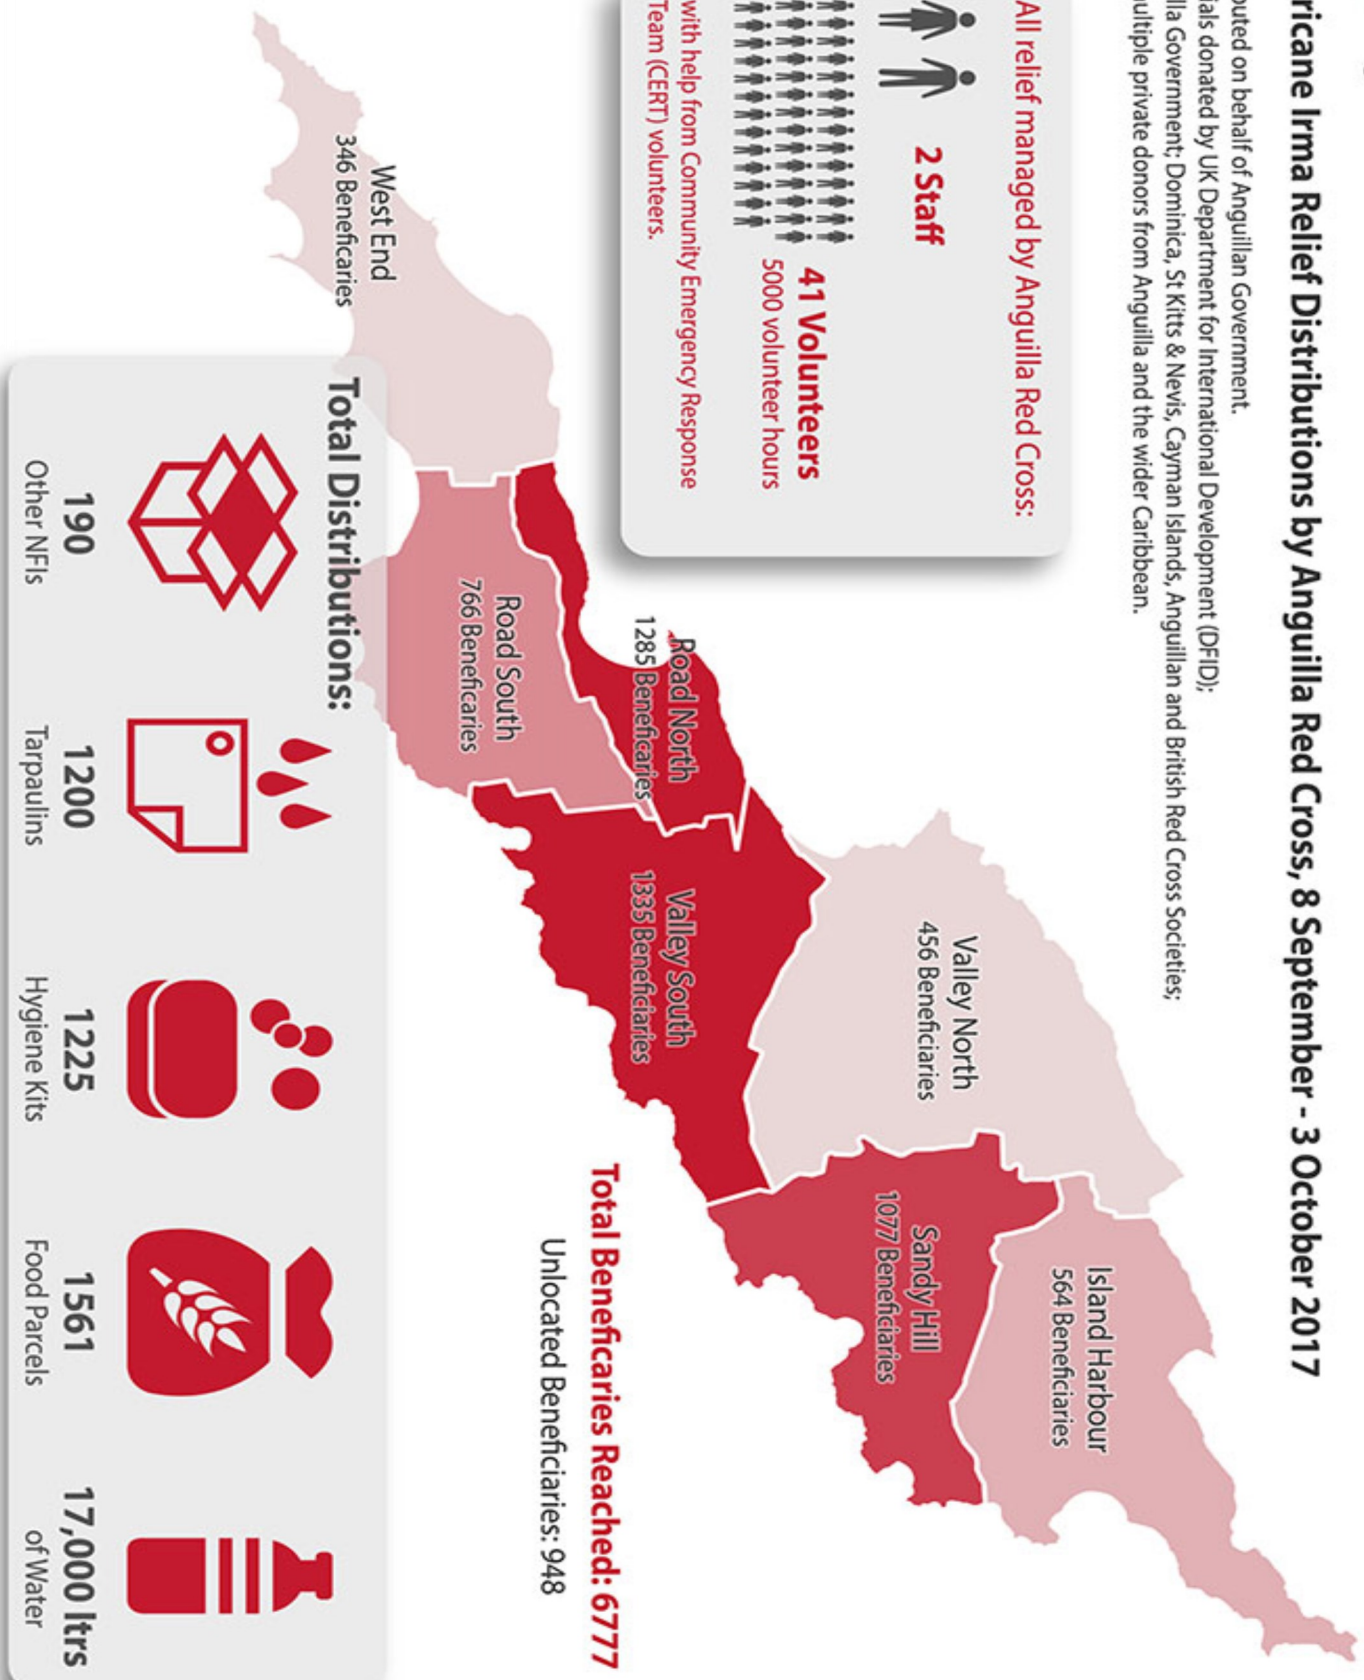 Irma Relief Distributions by Anguilla Red Cross, 8 September - 3 October 2017
on behalf of Anguillan Government.
donated by UK Department for International Development (DFID);
Government; Dominica, St Kitts & Nevis, Cayman Islands, Anguillan and British Red Cross Societies;
private donors from Anguilla and the wider Caribbean.
All relief managed by Anguilla Red Cross:
2 Staff
41 Volunteers
5000 volunteer hours
with help from Community Emergency Response
Team (CERT) volunteers.
Island Harbour
564 Beneficiaries
Valley North
456 Beneficiaries
Sandy Hill
1077 Beneficiaries
Road North
1285 Beneficaries
Valley South
1335 Beneficiaries
Road South
766 Beneficaries
West End
346 Beneficaries
Total Beneficaries Reached: 6777
Unlocated Beneficiaries: 948
Total Distributions:
190
Other NFIs
1200
Tarpaulins
1225
Hygiene Kits
1561
Food Parcels
17,000 ltrs
of Water